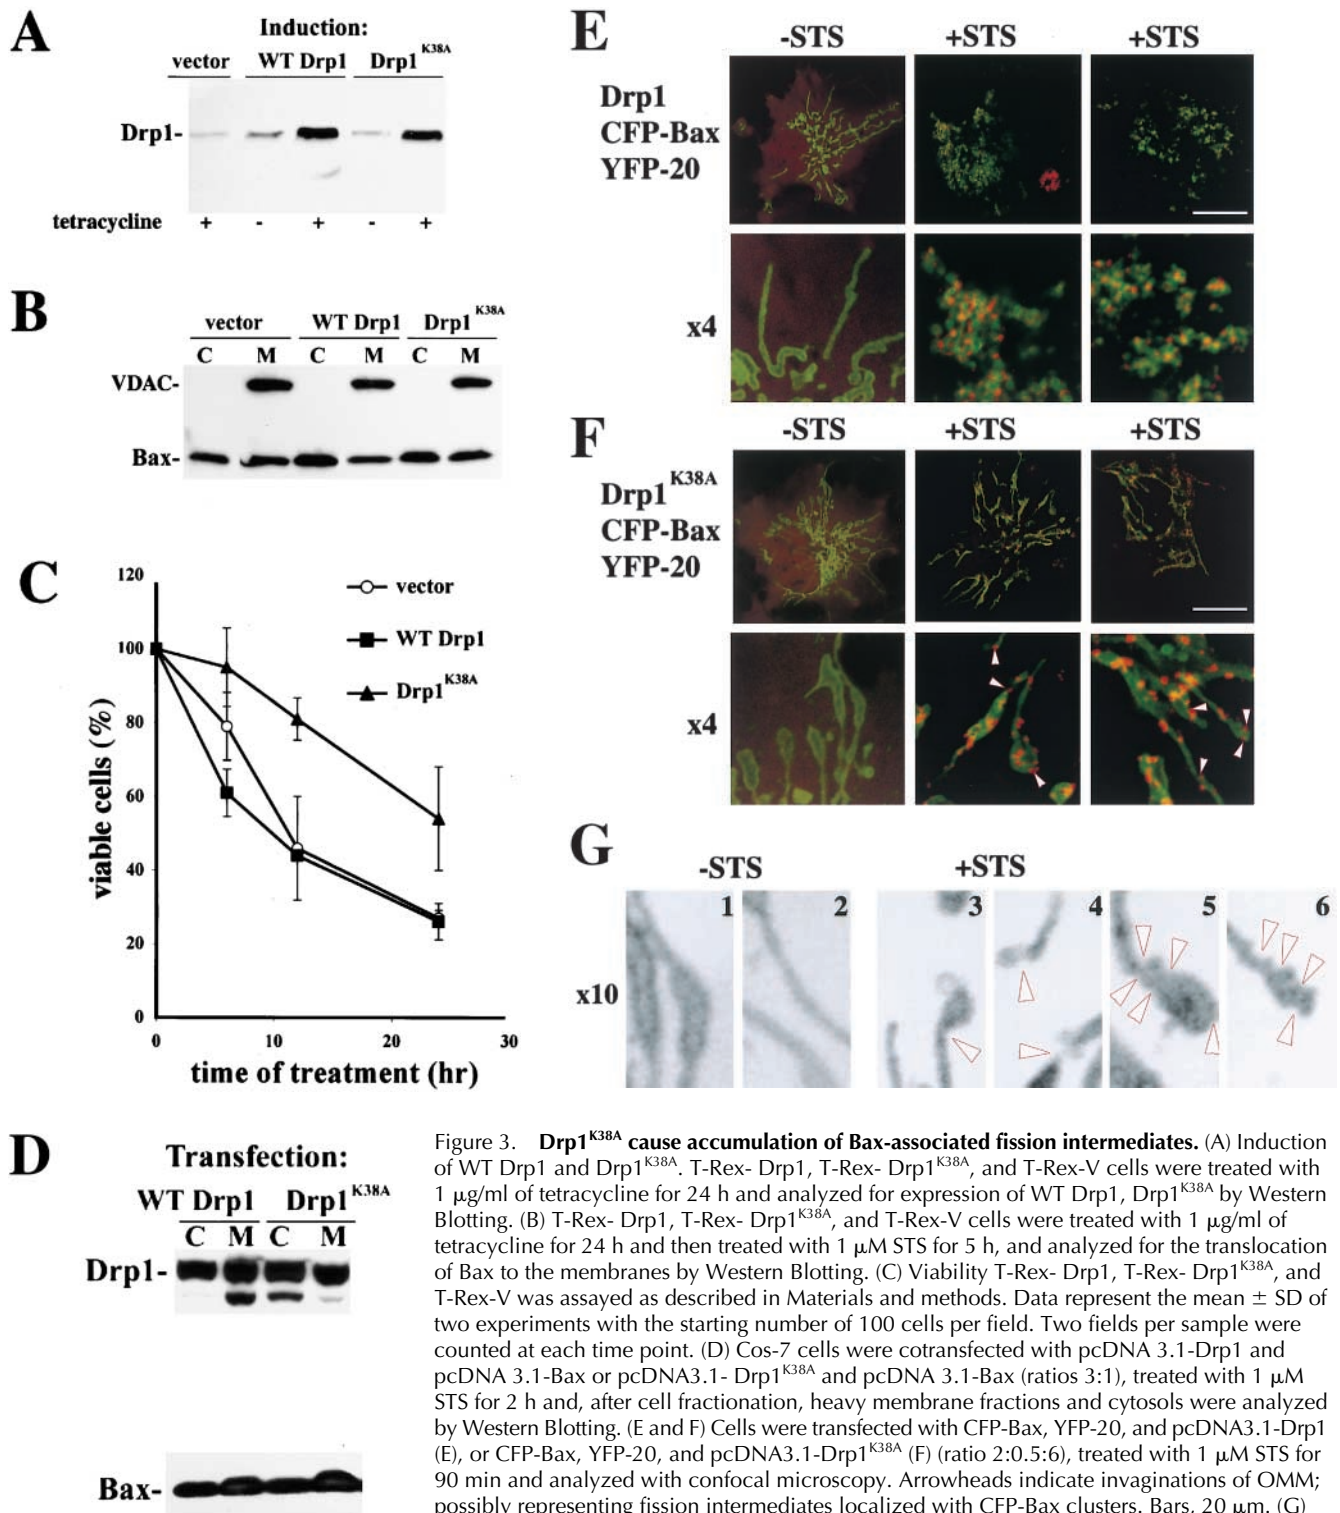 A
Induction:
vector WT Drp1 Drp1K38A
Drp1-
tetracycline + - + - +
B
vector WT Drp1 Drp1K38A
C M C M C M
VDAC-
Bax-
C
120
100
80
60
40
20
0
viable cells (%)
vector
WT Drp1
Drp1K38A
0 10 20 30
time of treatment (hr)
D
Transfection:
WT Drp1 Drp1K38A
C M C M
Drp1-
Bax-
E
-STS +STS +STS
Drp1
CFP-Bax
YFP-20
x4
F
-STS +STS +STS
Drp1K38A
CFP-Bax
YFP-20
x4
G
-STS +STS
1 2 3 4 5 6
x10
Figure 3. Drp1K38A cause accumulation of Bax-associated fission intermediates. (A) Induction
of WT Drp1 and Drp1K38A. T-Rex- Drp1, T-Rex- Drp1K38A, and T-Rex-V cells were treated with
1 μg/ml of tetracycline for 24 h and analyzed for expression of WT Drp1, Drp1K38A by Western
Blotting. (B) T-Rex- Drp1, T-Rex- Drp1K38A, and T-Rex-V cells were treated with 1 μg/ml of
tetracycline for 24 h and then treated with 1 μM STS for 5 h, and analyzed for the translocation
of Bax to the membranes by Western Blotting. (C) Viability T-Rex- Drp1, T-Rex- Drp1K38A, and
T-Rex-V was assayed as described in Materials and methods. Data represent the mean ± SD of
two experiments with the starting number of 100 cells per field. Two fields per sample were
counted at each time point. (D) Cos-7 cells were cotransfected with pcDNA 3.1-Drp1 and
pcDNA 3.1-Bax or pcDNA3.1- Drp1K38A and pcDNA 3.1-Bax (ratios 3:1), treated with 1 μM
STS for 2 h and, after cell fractionation, heavy membrane fractions and cytosols were analyzed
by Western Blotting. (E and F) Cells were transfected with CFP-Bax, YFP-20, and pcDNA3.1-Drp1
(E), or CFP-Bax, YFP-20, and pcDNA3.1-Drp1K38A (F) (ratio 2:0.5:6), treated with 1 μM STS for
90 min and analyzed with confocal microscopy. Arrowheads indicate invaginations of OMM;
possibly representing fission intermediates localized with CFP-Bax clusters. Bars, 20 μm. (G)